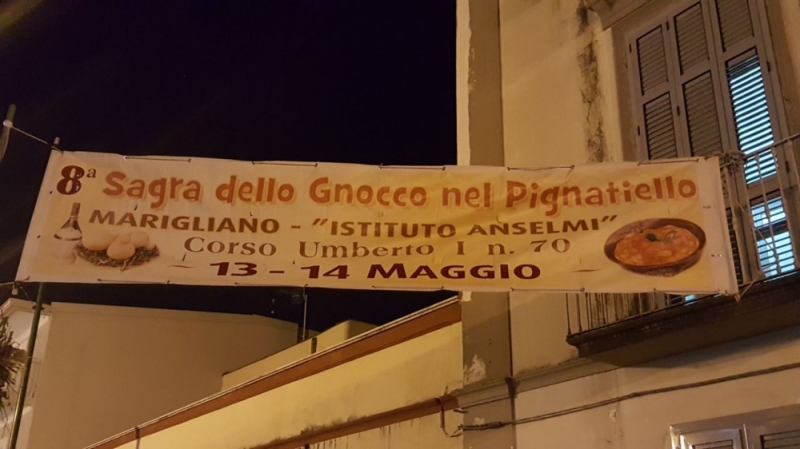 8ª Sagra dello Gnocco nel Pignatiello
MARIGLIANO - "ISTITUTO ANSELMI"
Corso Umberto I n. 70
13 - 14 MAGGIO